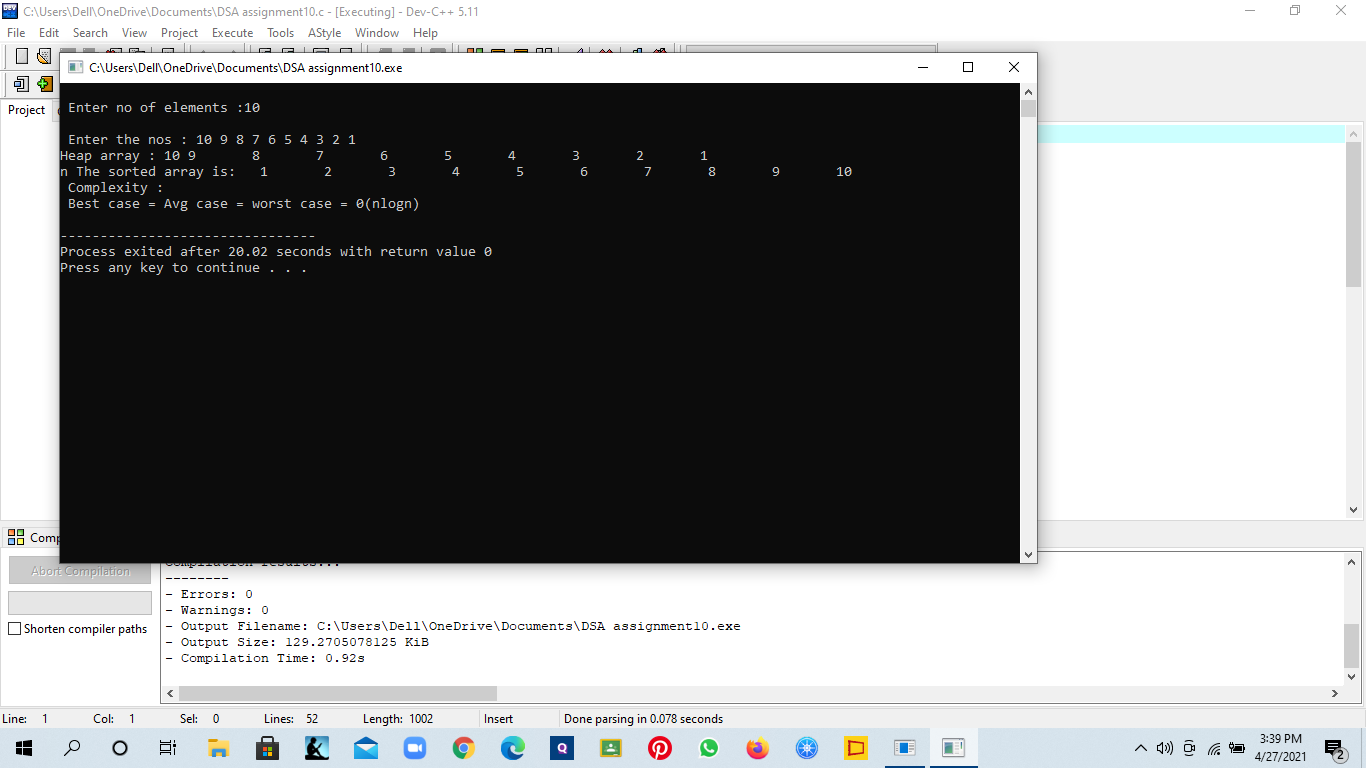 C:\Users\Dell\OneDrive\Documents\DSA assignment10.c - [Executing] - Dev-C++ 5.11
File Edit Search View Project Execute Tools AStyle Window Help
C:\Users\Dell\OneDrive\Documents\DSA assignment10.exe
Project
Enter no of elements :10
Enter the nos : 10 9 8 7 6 5 4 3 2 1
Heap array : 10 9 8 7 6 5 4 3 2 1
n The sorted array is: 1 2 3 4 5 6 7 8 9 10
Complexity :
Best case = Avg case = worst case = 0(nlogn)
--------------------------------
Process exited after 20.02 seconds with return value 0
Press any key to continue . . .
Abort Compilation
Shorten compiler paths
Compilation results...
--------
- Errors: 0
- Warnings: 0
- Output Filename: C:\Users\Dell\OneDrive\Documents\DSA assignment10.exe
- Output Size: 129.2705078125 KiB
- Compilation Time: 0.92s
Line: 1 Col: 1 Sel: 0 Lines: 52 Length: 1002 Insert Done parsing in 0.078 seconds
3:39 PM
4/27/2021
2